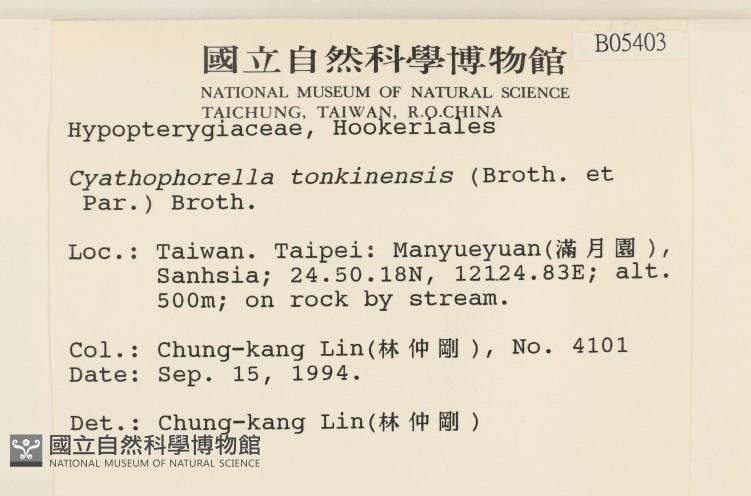 國立自然科學博物館
B05403
NATIONAL MUSEUM OF NATURAL SCIENCE
TAICHUNG, TAIWAN, R.O.CHINA
Hypopterygiaceae, Hookeriales
Cyathophorella tonkinensis (Broth. et
Par.) Broth.
Loc.: Taiwan. Taipei: Manyueyuan(滿月園),
Sanhsia; 24.50.18N, 12124.83E; alt.
500m; on rock by stream.
Col.: Chung-kang Lin(林仲剛), No. 4101
Date: Sep. 15, 1994.
Det.: Chung-kang Lin(林仲剛)
國立自然科學博物館
NATIONAL MUSEUM OF NATURAL SCIENCE